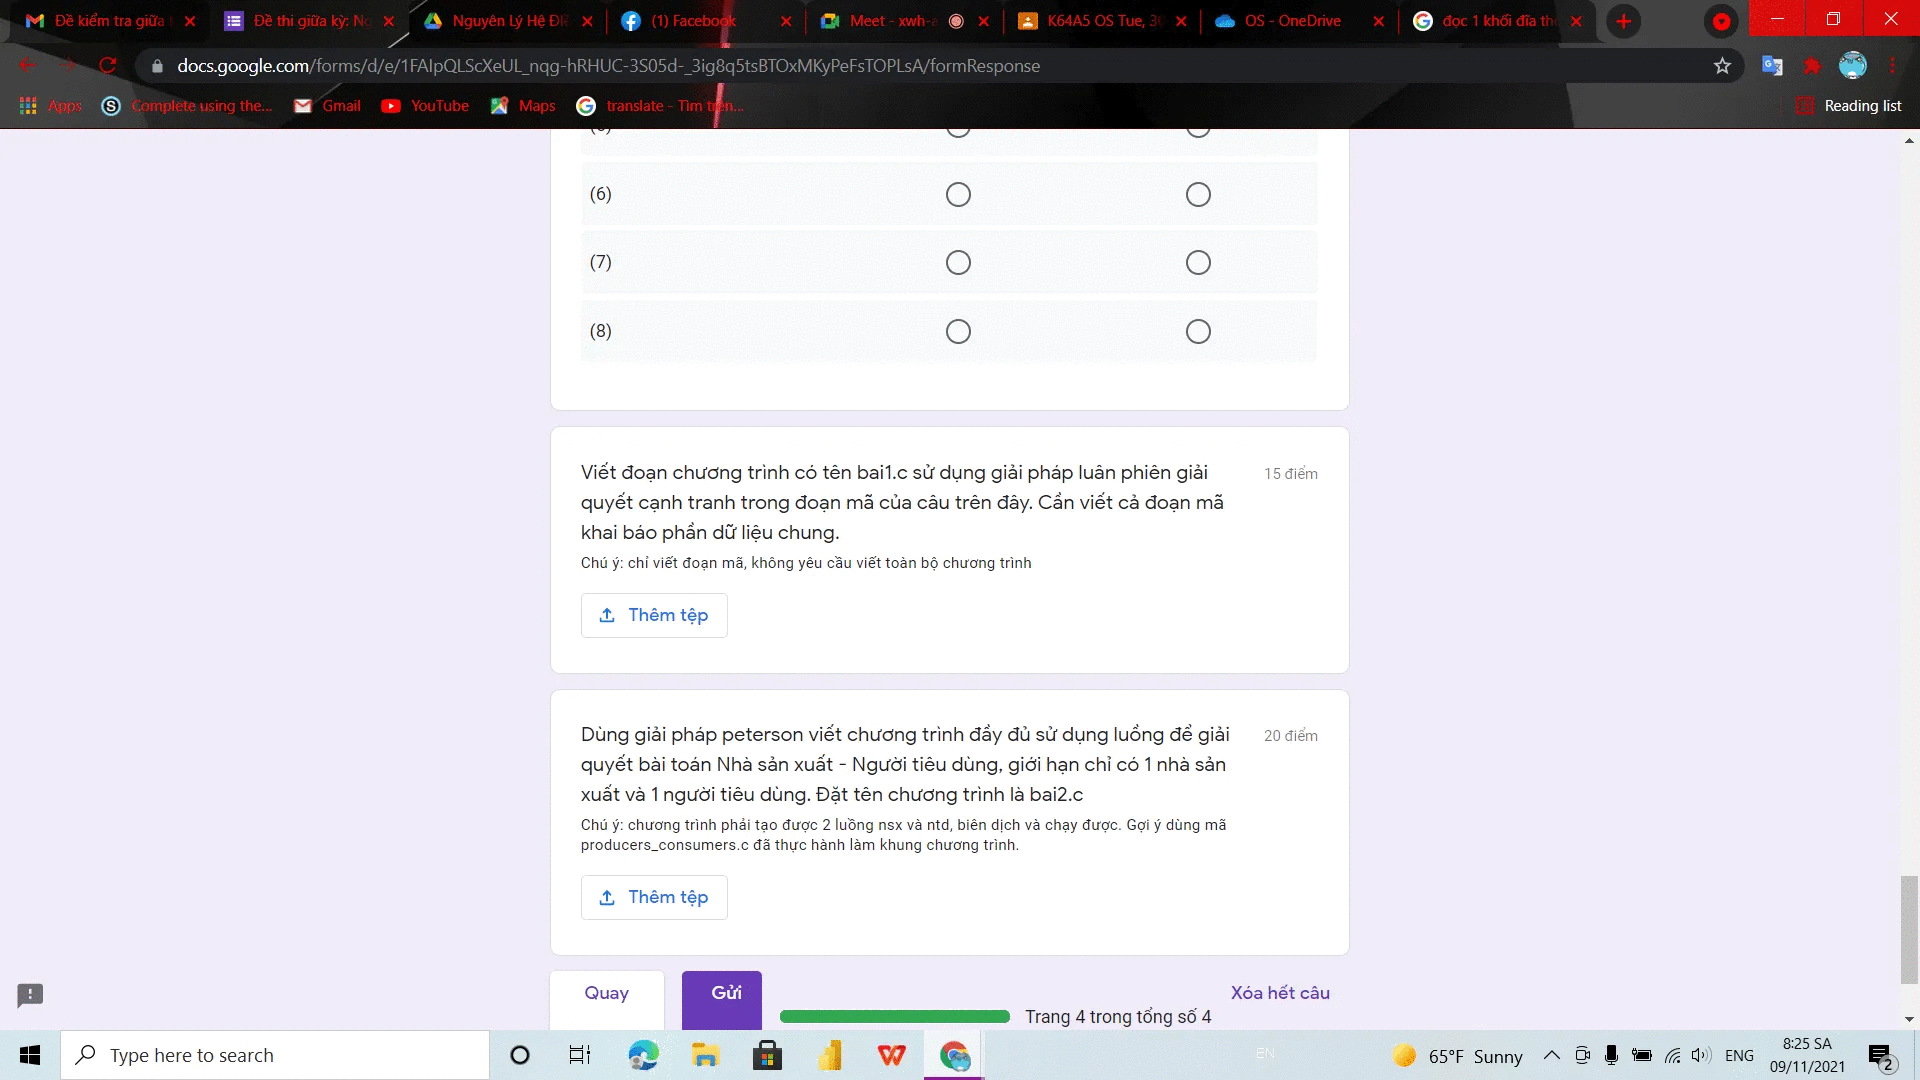 Đề kiểm tra giữa
Đề thi giữa kỳ: Ng
Nguyên Lý Hệ Điề
(1) Facebook
Meet - xwh-a
K64A5 OS Tue, 30
OS - OneDrive
đọc 1 khối đĩa the
docs.google.com/forms/d/e/1FAIpQLScXeUL_nqg-hRHUC-3S05d-_3ig8q5tsBTOxMKyPeFsTOPLsA/formResponse
Apps
Complete using the...
Gmail
YouTube
Maps
translate - Tìm trên...
Reading list
(6)
(7)
(8)
Viết đoạn chương trình có tên bai1.c sử dụng giải pháp luân phiên giải
15 điểm
quyết cạnh tranh trong đoạn mã của câu trên đây. Cần viết cả đoạn mã
khai báo phần dữ liệu chung.
Chú ý: chỉ viết đoạn mã, không yêu cầu viết toàn bộ chương trình
Thêm tệp
Dùng giải pháp peterson viết chương trình đầy đủ sử dụng luồng để giải
20 điểm
quyết bài toán Nhà sản xuất - Người tiêu dùng, giới hạn chỉ có 1 nhà sản
xuất và 1 người tiêu dùng. Đặt tên chương trình là bai2.c
Chú ý: chương trình phải tạo được 2 luồng nsx và ntd, biên dịch và chạy được. Gợi ý dùng mã
producers_consumers.c đã thực hành làm khung chương trình.
Thêm tệp
Quay
Gửi
Xóa hết câu
Trang 4 trong tổng số 4
Type here to search
EN
65°F Sunny
ENG
8:25 SA
09/11/2021
2